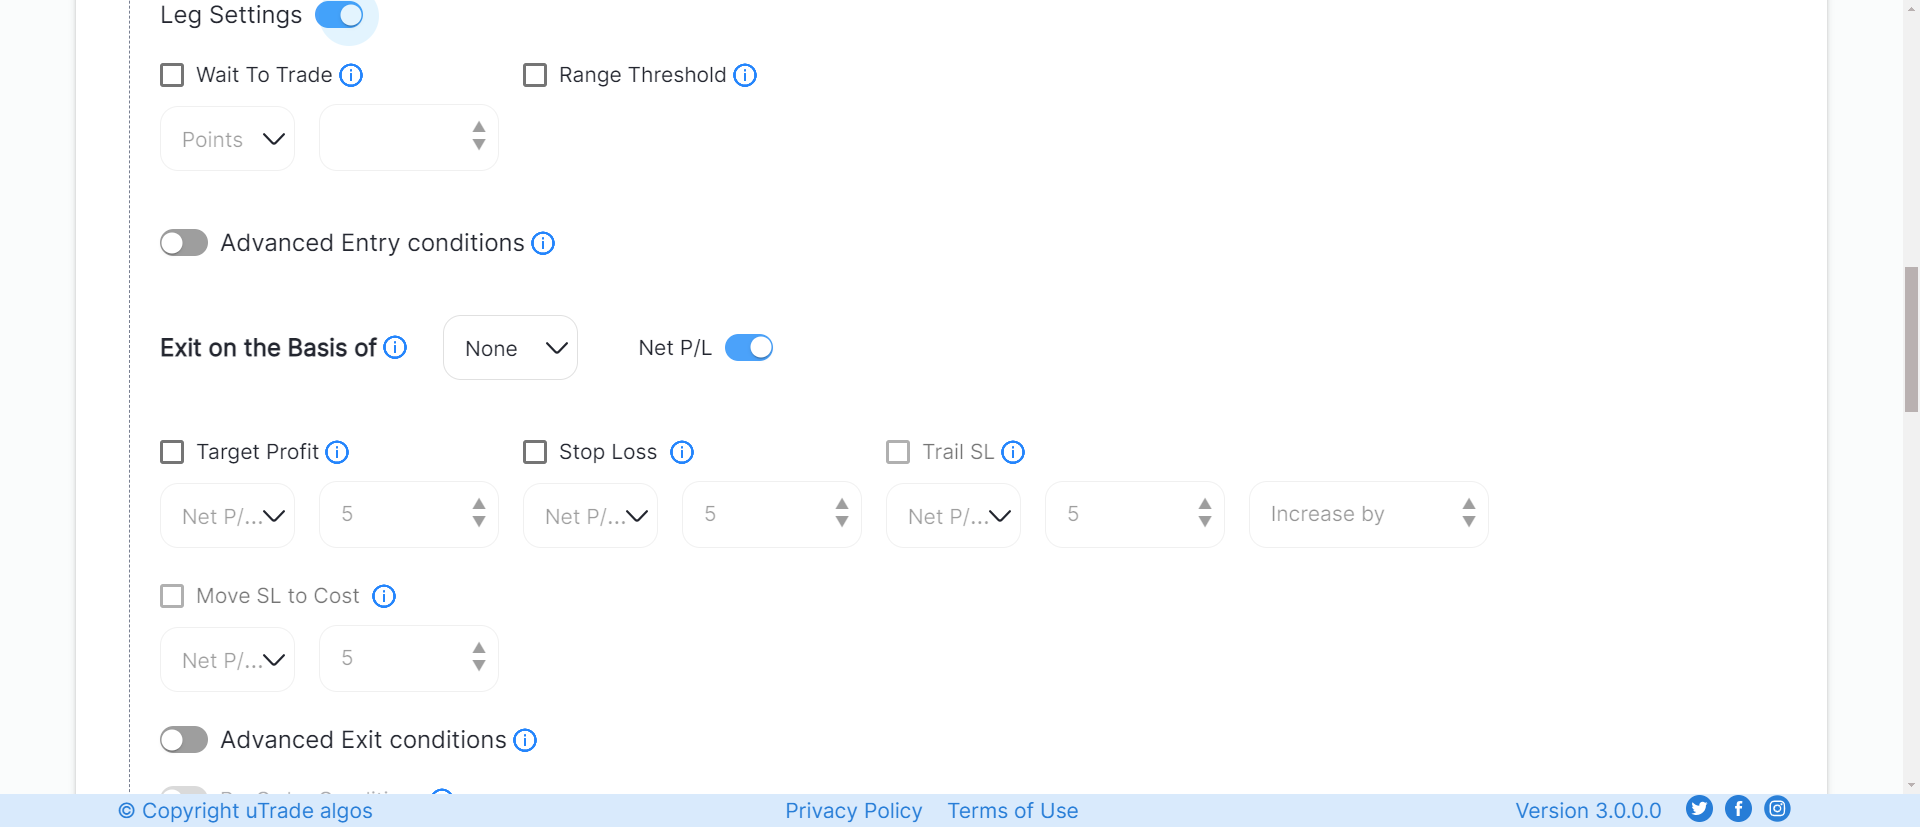 Leg Settings
Wait To Trade Range Threshold
Points
Advanced Entry conditions
Exit on the Basis of None Net P/L
Target Profit Stop Loss Trail SL
Net P/... 5 Net P/... 5 Net P/... 5 Increase by
Move SL to Cost
Net P/... 5
Advanced Exit conditions
© Copyright uTrade algos Privacy Policy Terms of Use Version 3.0.0.0